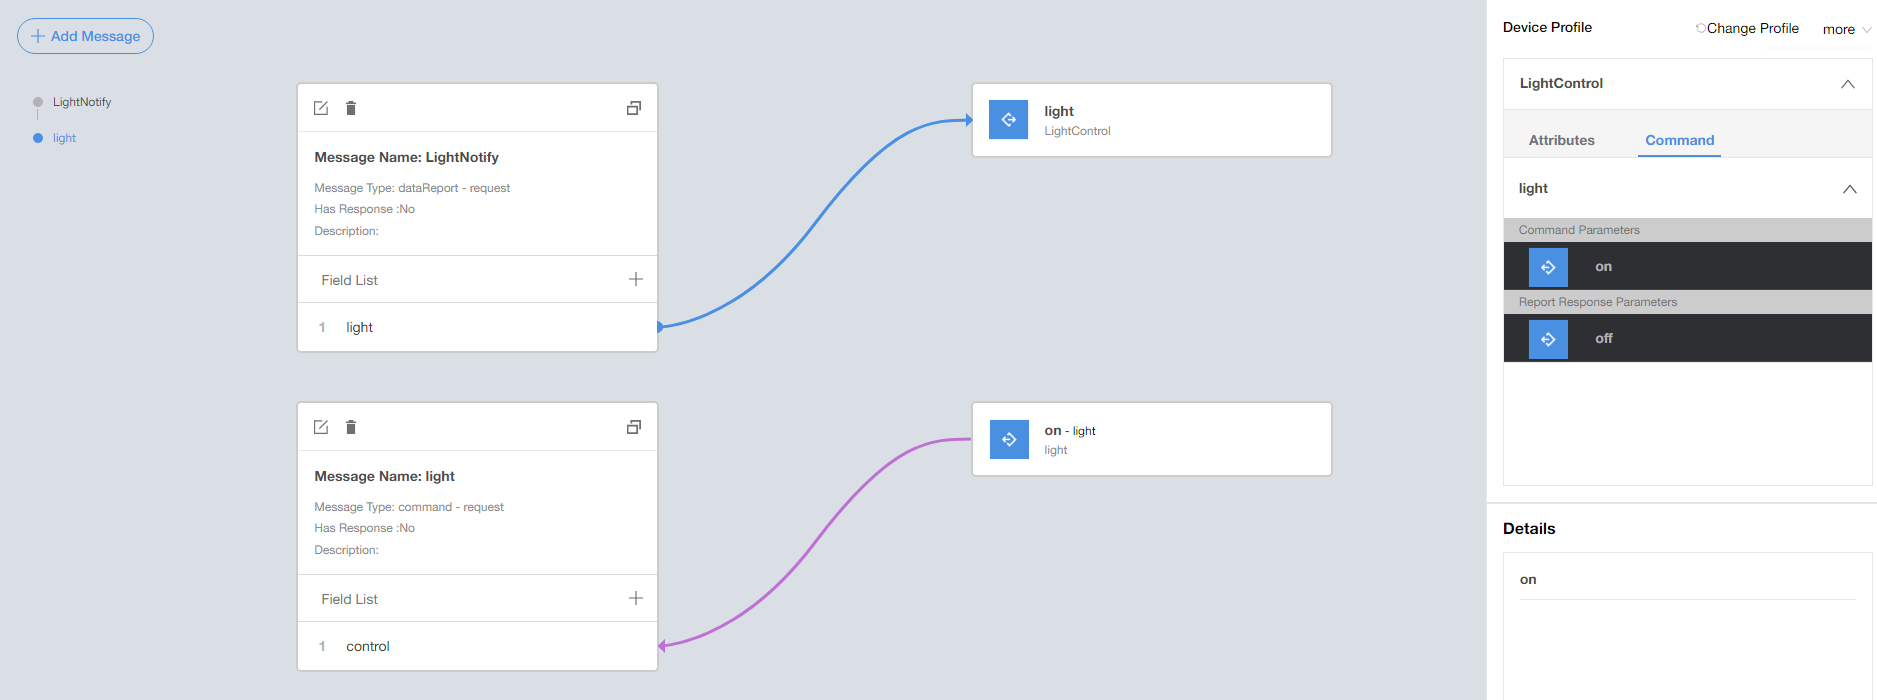 Add Message
LightNotify
light
Message Name: LightNotify
Message Type: dataReport - request
Has Response :No
Description:
Field List
1 light
light
LightControl
Message Name: light
Message Type: command - request
Has Response :No
Description:
Field List
1 control
on - light
light
Device Profile
Change Profile
more
LightControl
Attributes
Command
light
Command Parameters
on
Report Response Parameters
off
Details
on